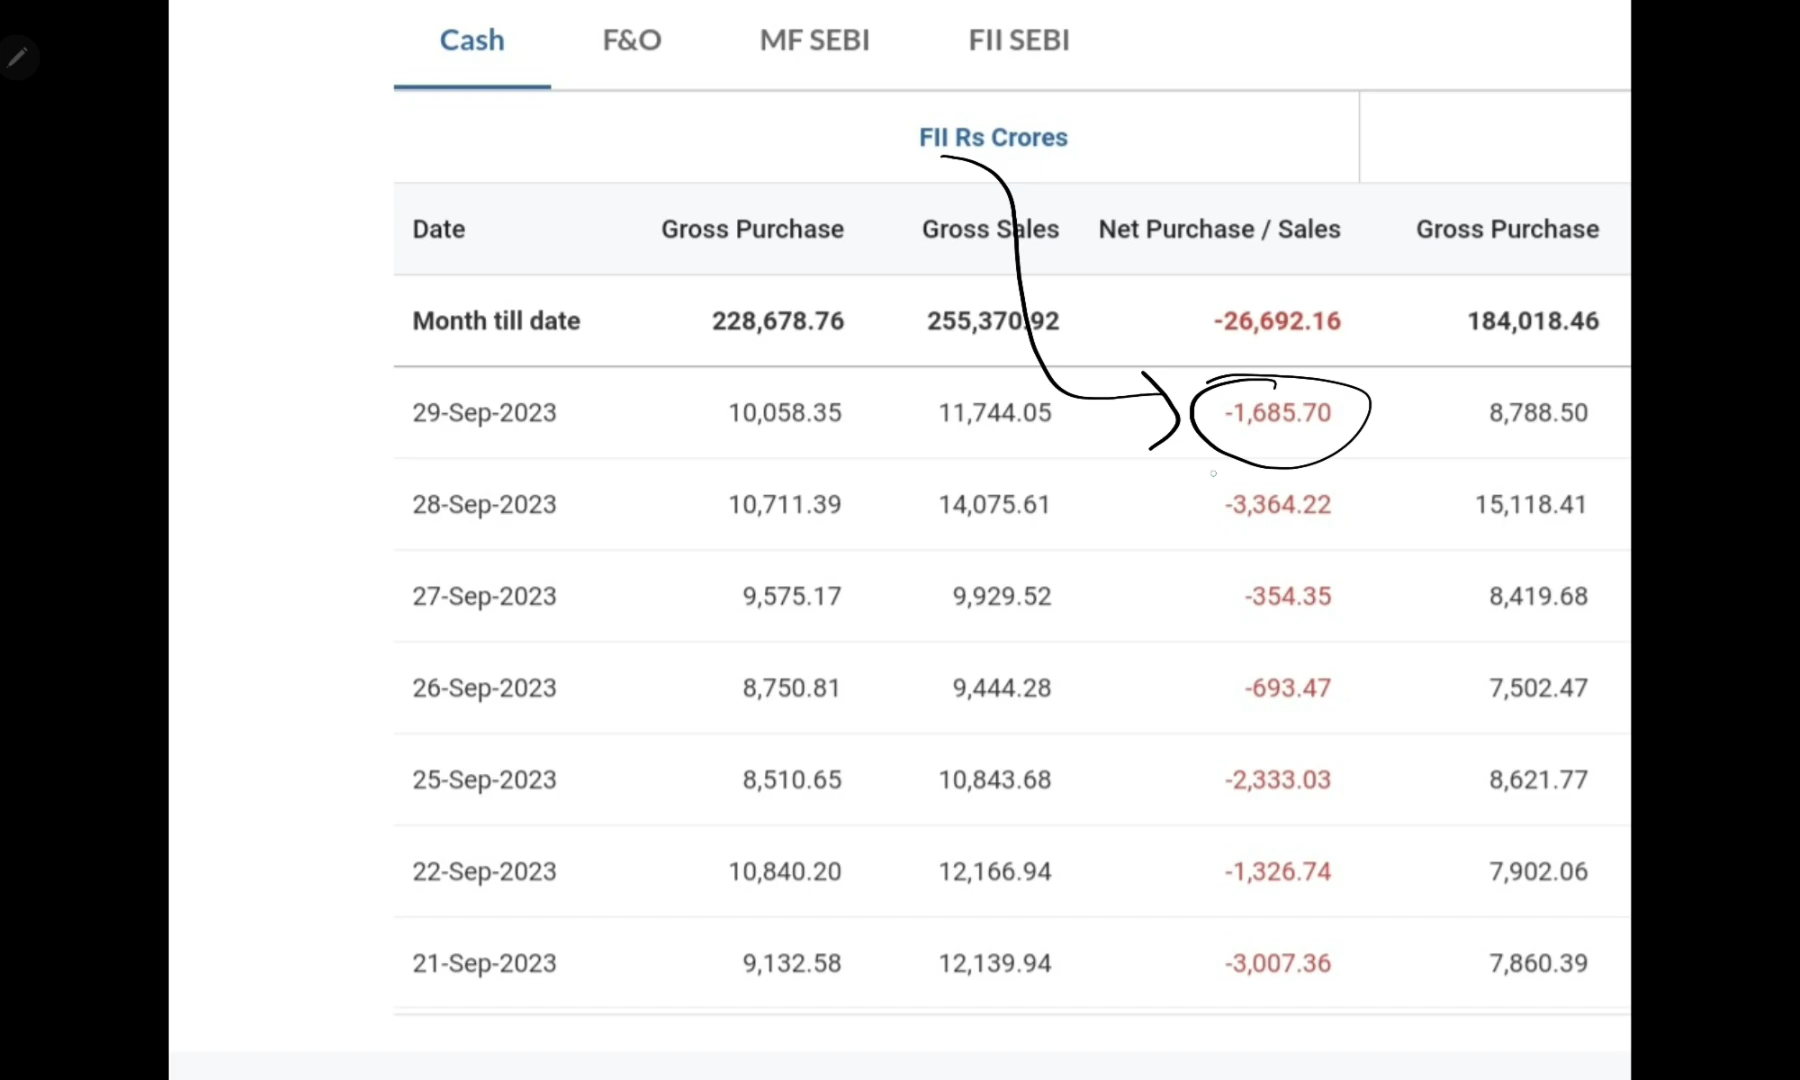 Cash F&O MF SEBI FII SEBI
FII Rs Crores
Date Gross Purchase Gross Sales Net Purchase / Sales Gross Purchase
Month till date 228,678.76 255,370.92 -26,692.16 184,018.46
29-Sep-2023 10,058.35 11,744.05 -1,685.70 8,788.50
28-Sep-2023 10,711.39 14,075.61 -3,364.22 15,118.41
27-Sep-2023 9,575.17 9,929.52 -354.35 8,419.68
26-Sep-2023 8,750.81 9,444.28 -693.47 7,502.47
25-Sep-2023 8,510.65 10,843.68 -2,333.03 8,621.77
22-Sep-2023 10,840.20 12,166.94 -1,326.74 7,902.06
21-Sep-2023 9,132.58 12,139.94 -3,007.36 7,860.39